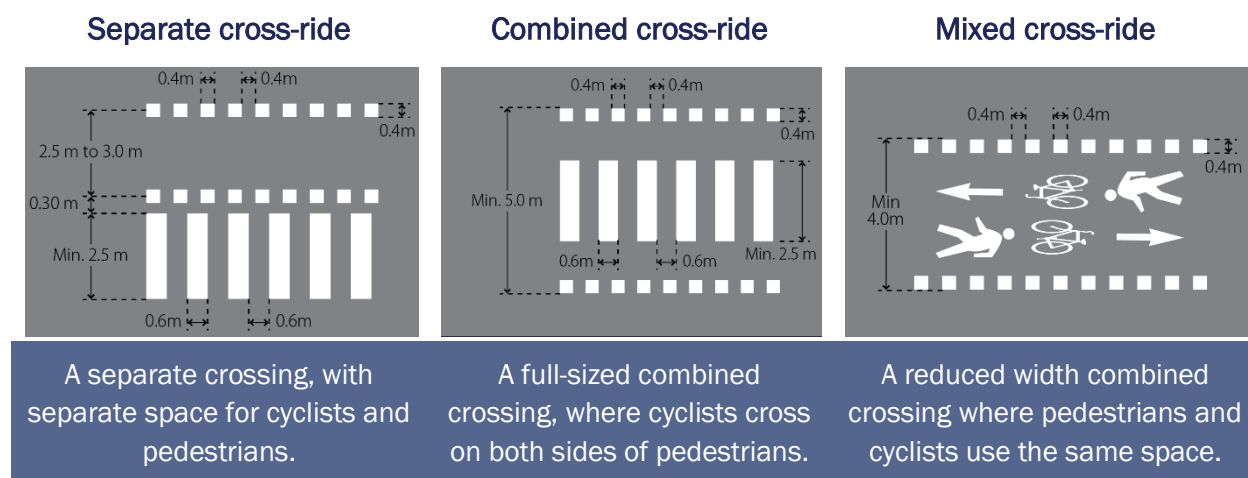 Separate cross-ride
0.4m
0.4m
0.4m
2.5 m to 3.0 m
0.30 m
Min. 2.5 m
0.6m
0.6m
A separate crossing, with
separate space for cyclists and
pedestrians.
Combined cross-ride
0.4m
0.4m
0.4m
Min. 5.0 m
Min. 2.5 m
0.6m
0.6m
A full-sized combined
crossing, where cyclists cross
on both sides of pedestrians.
Mixed cross-ride
0.4m
0.4m
0.4m
Min
4.0m
A reduced width combined
crossing where pedestrians and
cyclists use the same space.